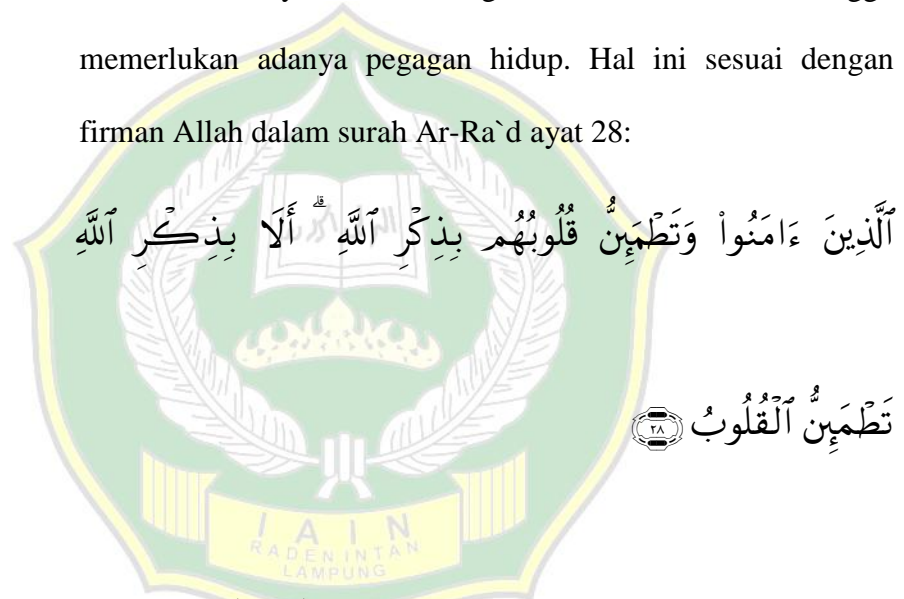 memerlukan adanya pegagan hidup. Hal ini sesuai dengan
firman Allah dalam surah Ar-Ra`d ayat 28:
ٱلَّذِينَ ءَامَنُوا۟ وَتَطْمَئِنُّ قُلُوبُهُم بِذِكْرِ ٱللَّهِ ۗ أَلَا بِذِكْرِ ٱللَّهِ
تَطْمَئِنُّ ٱلْقُلُوبُ ٢٨
I A I N
RADEN INTAN
LAMPUNG